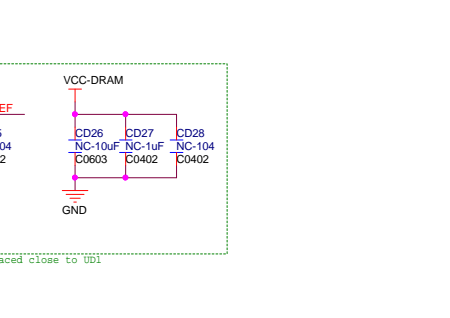 VCC-DRAM
EF
CD26 CD27 CD28
04 NC-10uF NC-1uF NC-104
2 C0603 C0402 C0402
GND
aced close to UD1